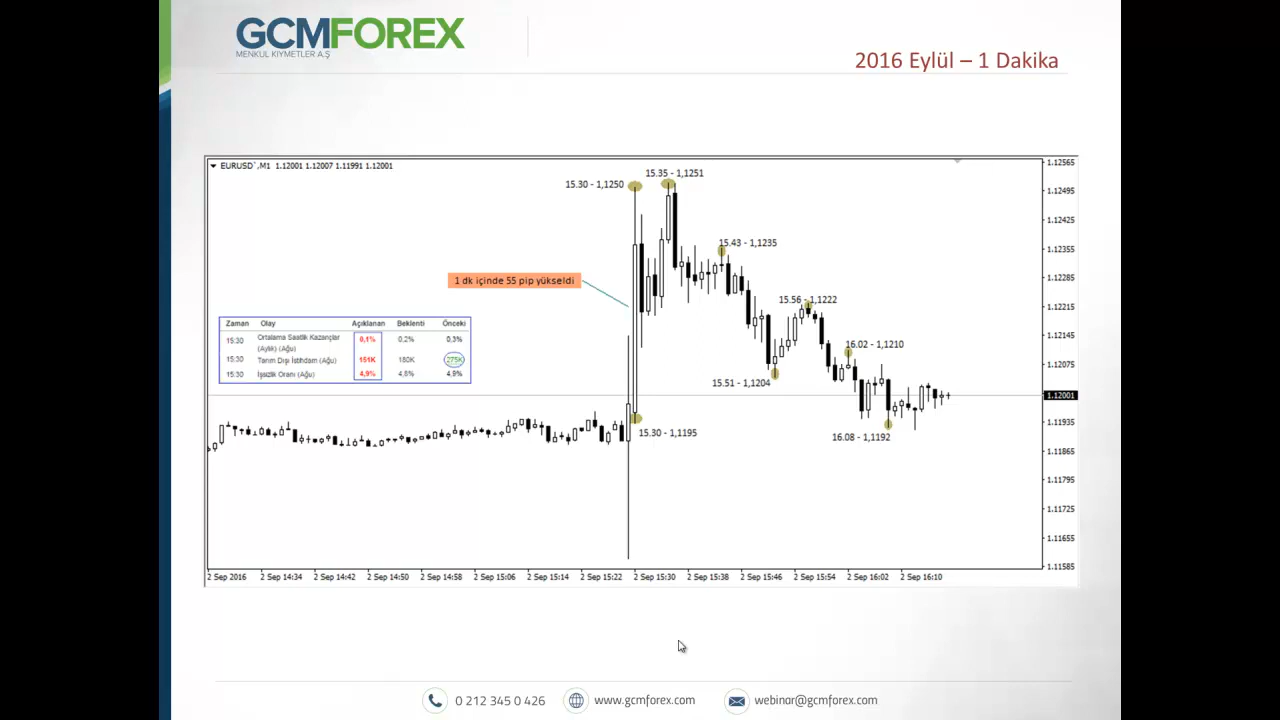 GCMFOREX
MENKUL KIYMETLER A.Ş
2016 Eylül – 1 Dakika
EURUSD˙,M1 1.12001 1.12007 1.11991 1.12001
15.30 - 1,1250
15.35 - 1,1251
15.43 - 1,1235
1 dk içinde 55 pip yükseldi
15.56 - 1,1222
16.02 - 1,1210
15.51 - 1,1204
15.30 - 1,1195
16.08 - 1,1192
Zaman Olay Açıklanan Beklenti Önceki
15:30 Ortalama Saatlik Kazançlar (Aylık) (Ağu) 0,1% 0,2% 0,3%
15:30 Tarım Dışı İstihdam (Ağu) 151K 180K 275K
15:30 İşsizlik Oranı (Ağu) 4,9% 4,8% 4,9%
1.12565
1.12495
1.12425
1.12355
1.12285
1.12215
1.12145
1.12075
1.12001
1.11935
1.11865
1.11795
1.11725
1.11655
1.11585
2 Sep 2016 2 Sep 14:34 2 Sep 14:42 2 Sep 14:50 2 Sep 14:58 2 Sep 15:06 2 Sep 15:14 2 Sep 15:22 2 Sep 15:30 2 Sep 15:38 2 Sep 15:46 2 Sep 15:54 2 Sep 16:02 2 Sep 16:10
0 212 345 0 426 www.gcmforex.com webinar@gcmforex.com